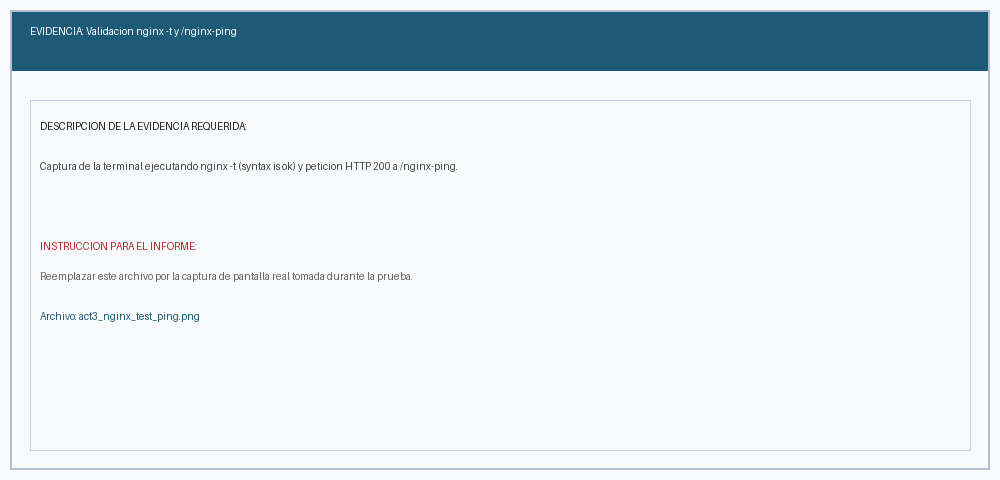 EVIDENCIA: Validacion nginx -t y /nginx-ping
DESCRIPCION DE LA EVIDENCIA REQUERIDA:
Captura de la terminal ejecutando nginx -t (syntax is ok) y peticion HTTP 200 a /nginx-ping.
INSTRUCCION PARA EL INFORME:
Reemplazar este archivo por la captura de pantalla real tomada durante la prueba.
Archivo: act3_nginx_test_ping.png